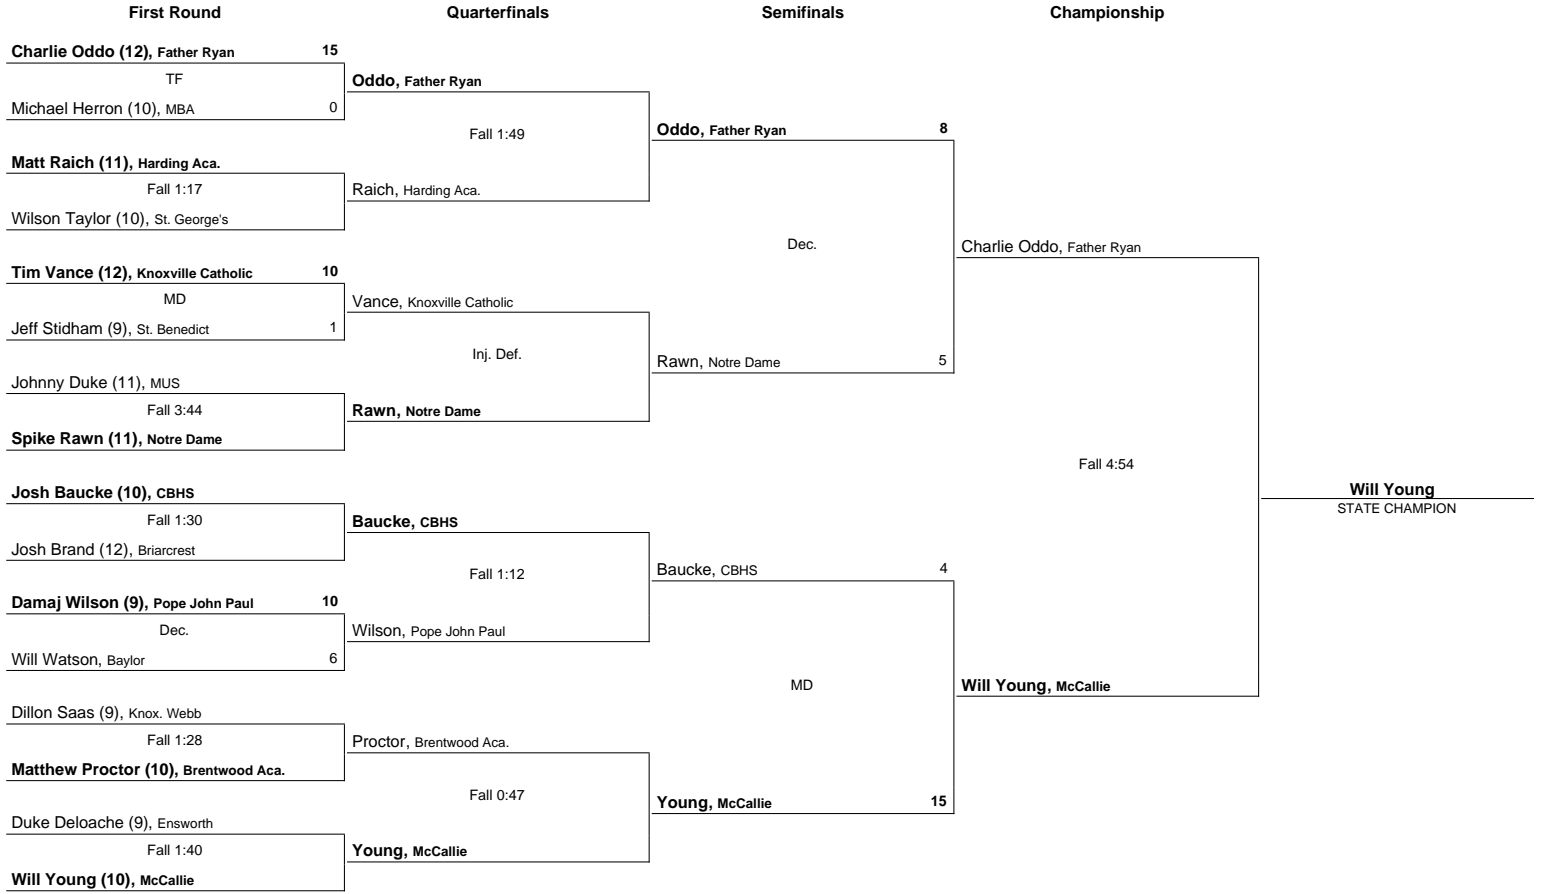 First Round Quarterfinals Semifinals Championship
Charlie Oddo (12), Father Ryan 15
TF
Michael Herron (10), MBA 0
Matt Raich (11), Harding Aca.
Fall 1:17
Wilson Taylor (10), St. George's
Tim Vance (12), Knoxville Catholic 10
MD
Jeff Stidham (9), St. Benedict 1
Johnny Duke (11), MUS
Fall 3:44
Spike Rawn (11), Notre Dame
Josh Baucke (10), CBHS
Fall 1:30
Josh Brand (12), Briarcrest
Damaj Wilson (9), Pope John Paul 10
Dec.
Will Watson, Baylor 6
Dillon Saas (9), Knox. Webb
Fall 1:28
Matthew Proctor (10), Brentwood Aca.
Duke Deloache (9), Ensworth
Fall 1:40
Will Young (10), McCallie
Oddo, Father Ryan
Fall 1:49
Raich, Harding Aca.
Vance, Knoxville Catholic
Inj. Def.
Rawn, Notre Dame
Baucke, CBHS
Fall 1:12
Wilson, Pope John Paul
Proctor, Brentwood Aca.
Fall 0:47
Young, McCallie
Oddo, Father Ryan 8
Dec.
Rawn, Notre Dame 5
Baucke, CBHS 4
MD
Young, McCallie 15
Charlie Oddo, Father Ryan
Fall 4:54
Will Young, McCallie
Will Young
STATE CHAMPION